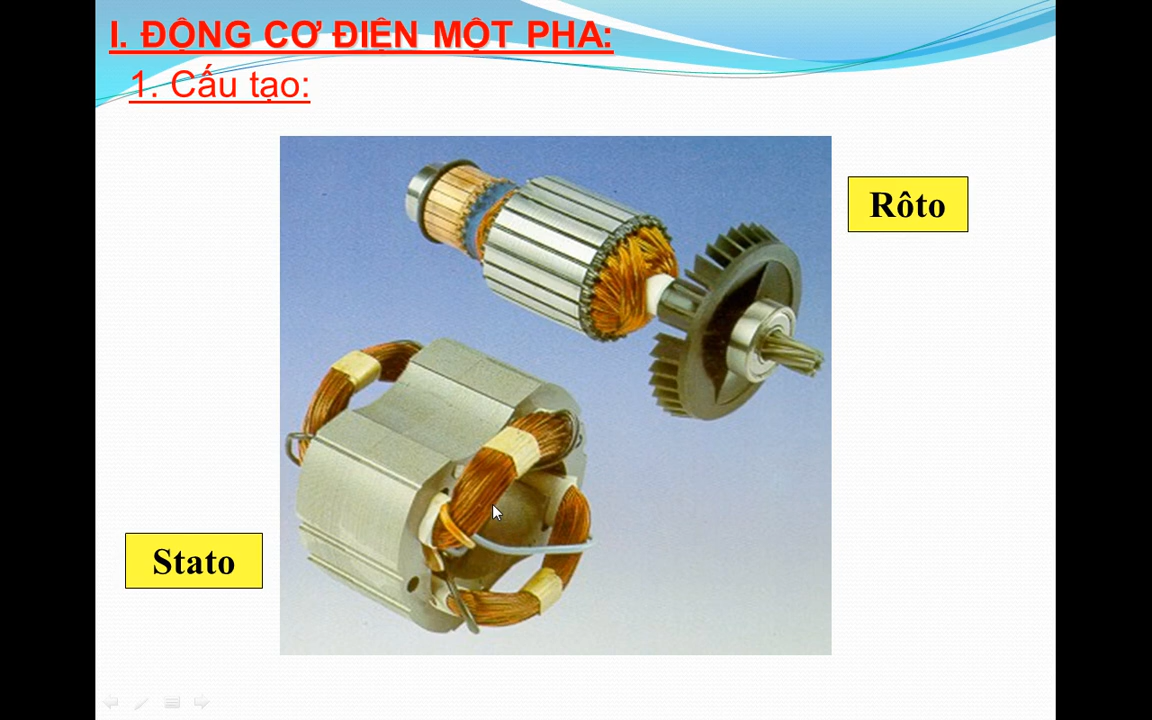 I. ĐỘNG CƠ ĐIỆN MỘT PHA:
1. Cấu tạo:
Rôto
Stato